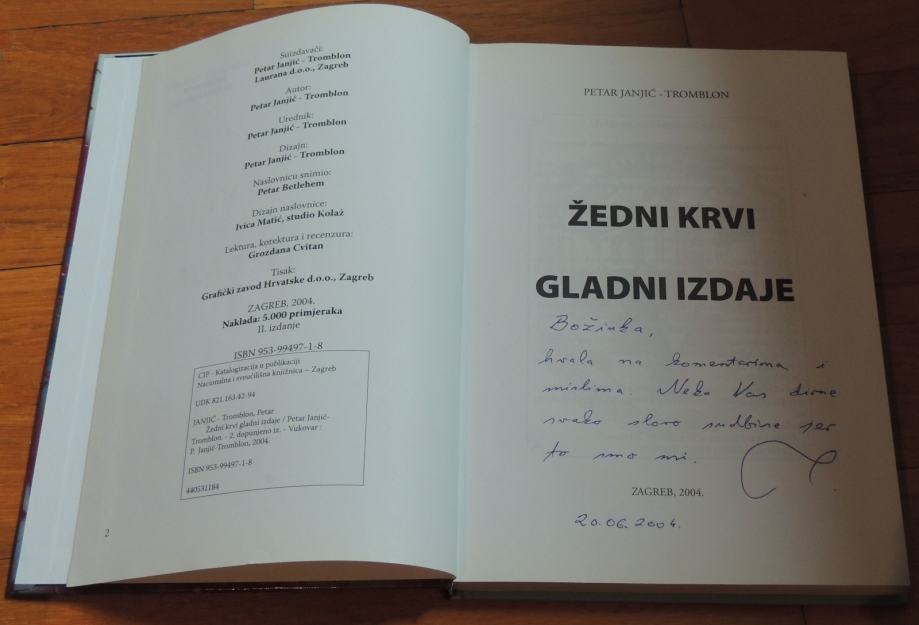 Suizdavači:
Petar Janjić - Tromblon
Laurana d.o.o., Zagreb
Autor:
Petar Janjić - Tromblon
Urednik:
Petar Janjić - Tromblon
Dizajn:
Petar Janjić - Tromblon
Naslovnicu snimio:
Petar Betlehem
Dizajn naslovnice:
Ivica Matić, studio Kolaž
Lektura, korektura i recenzura:
Grozdana Cvitan
Tisak:
Grafički zavod Hrvatske d.o.o., Zagreb
ZAGREB, 2004.
Naklada: 5.000 primjeraka
II. izdanje
ISBN 953-99497-1-8
CIP - Katalogizacija u publikaciji
Nacionalna i sveučilišna knjižnica – Zagreb
UDK 821.163.42-94
JANJIĆ - Tromblon, Petar
Žedni krvi gladni izdaje / Petar Janjić-
Tromblon. - 2. dopunjeno iz. - Vukovar :
P. Janjić-Tromblon, 2004.
ISBN 953-99497-1-8
440531184
2
PETAR JANJIĆ - TROMBLON
ŽEDNI KRVI
GLADNI IZDAJE
Božinka,
hvala na komentarima i
mislima. Neka Vas dirne
svako slovo sudbine jer
to smo mi.
ZAGREB, 2004.
20.06.2004.